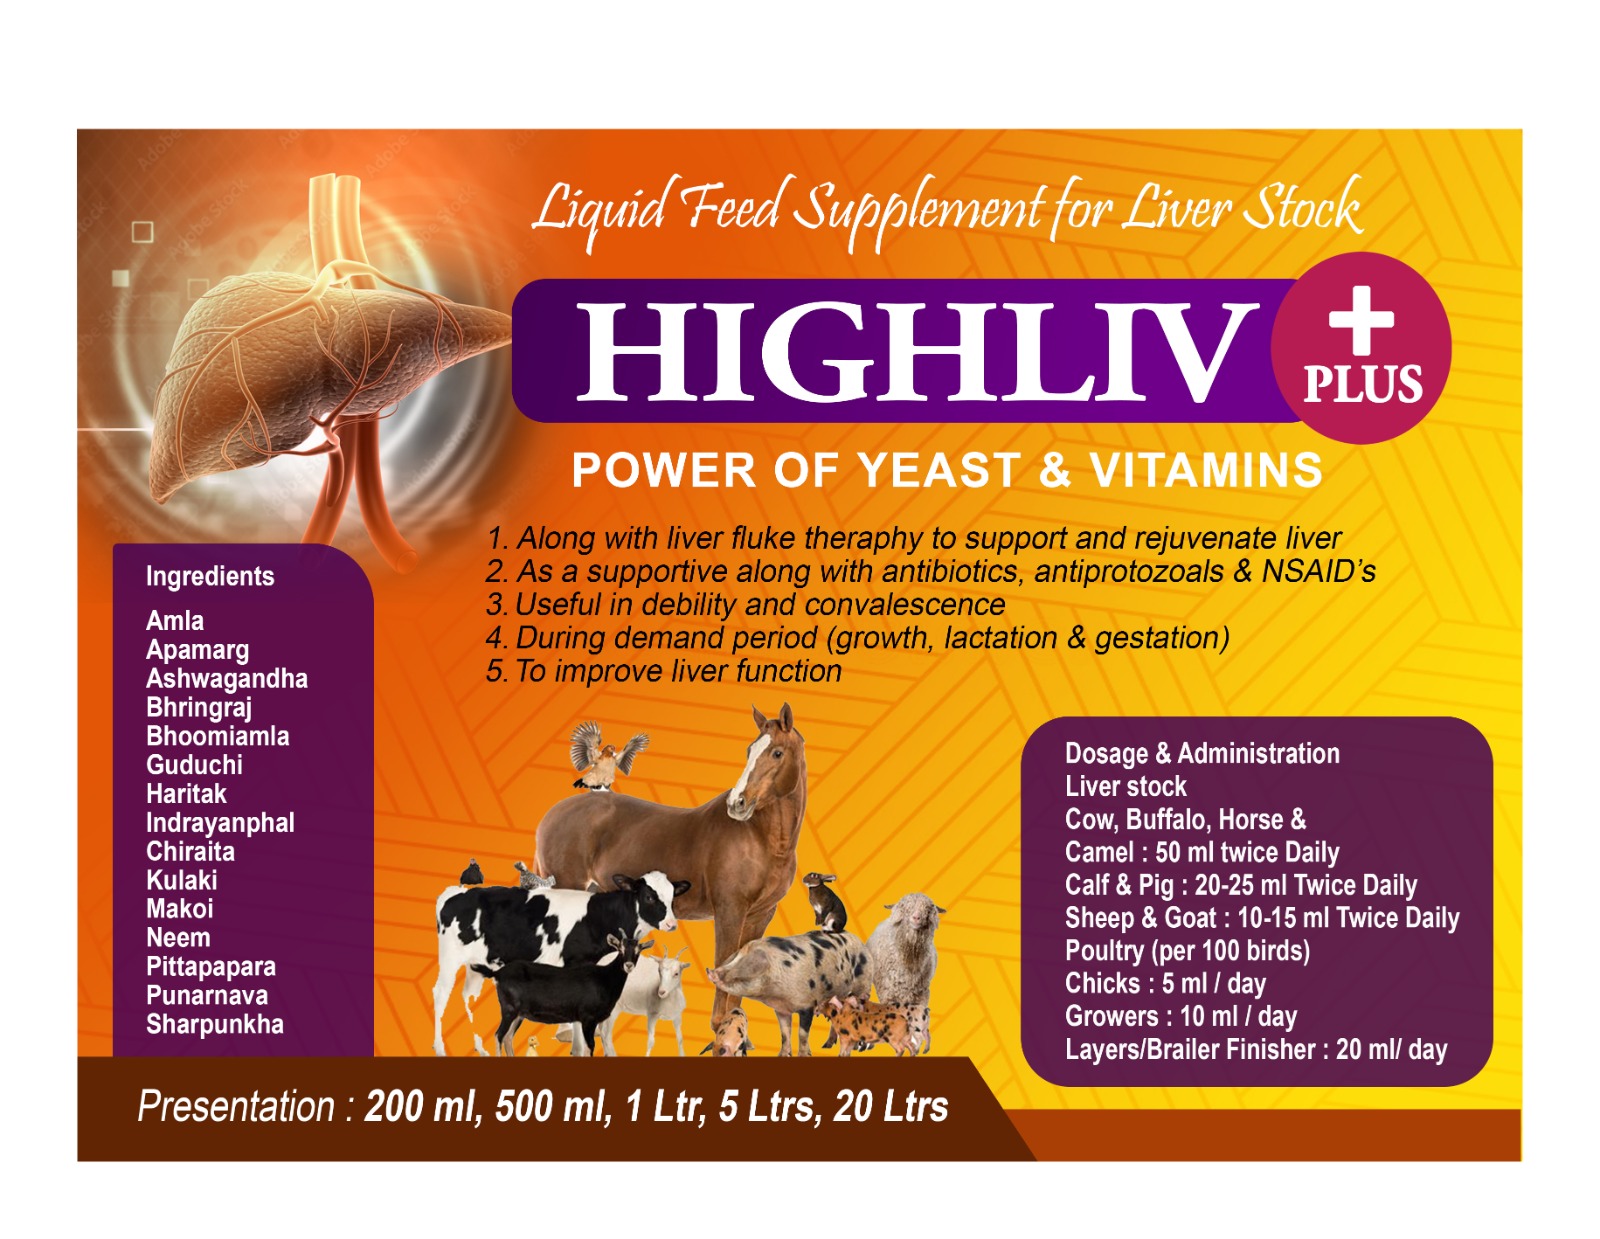 Liquid Feed Supplement for Liver Stock
HIGHLIV
PLUS
POWER OF YEAST & VITAMINS
1. Along with liver fluke theraphy to support and rejuvenate liver
2. As a supportive along with antibiotics, antiprotozoals & NSAID's
3. Useful in debility and convalescence
4. During demand period (growth, lactation & gestation)
5. To improve liver function
Ingredients
Amla
Apamarg
Ashwagandha
Bhringraj
Bhoomiamla
Guduchi
Haritak
Indrayanphal
Chiraita
Kulaki
Makoi
Neem
Pittapapara
Punarnava
Sharpunkha
Dosage & Administration
Liver stock
Cow, Buffalo, Horse &
Camel : 50 ml twice Daily
Calf & Pig : 20-25 ml Twice Daily
Sheep & Goat : 10-15 ml Twice Daily
Poultry (per 100 birds)
Chicks : 5 ml / day
Growers : 10 ml / day
Layers/Brailer Finisher : 20 ml/ day
Presentation : 200 ml, 500 ml, 1 Ltr, 5 Ltrs, 20 Ltrs